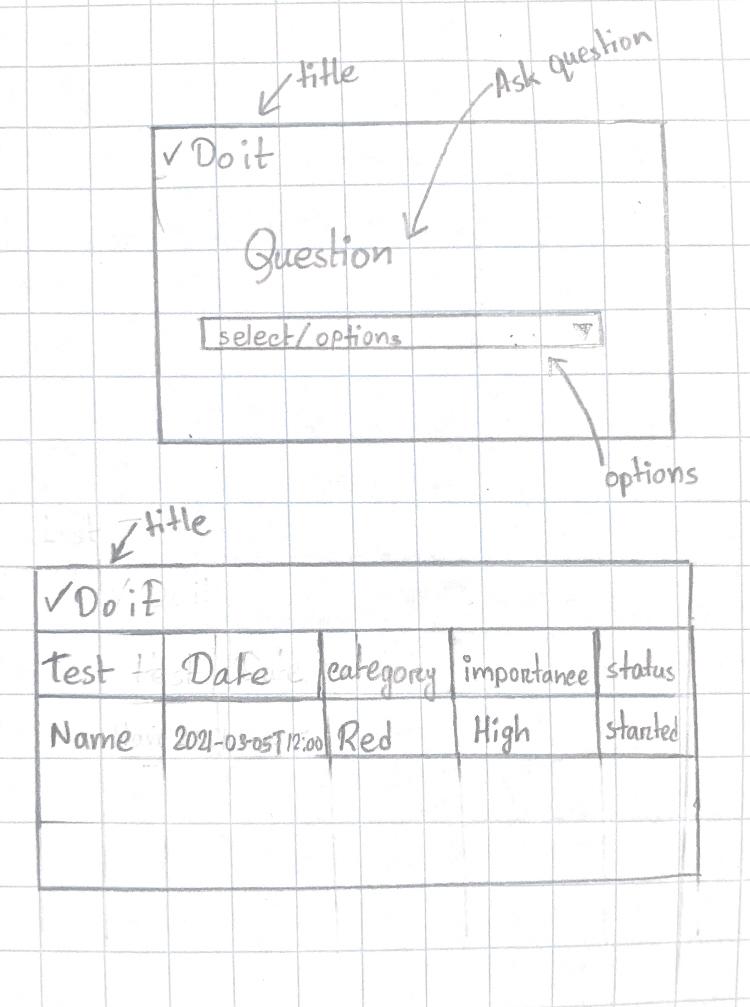 title
Ask question
✓ Do it
Question
select/options
options
title
✓ Do it
Test Date category importance status
Name 2021-03-05T12:00 Red High started